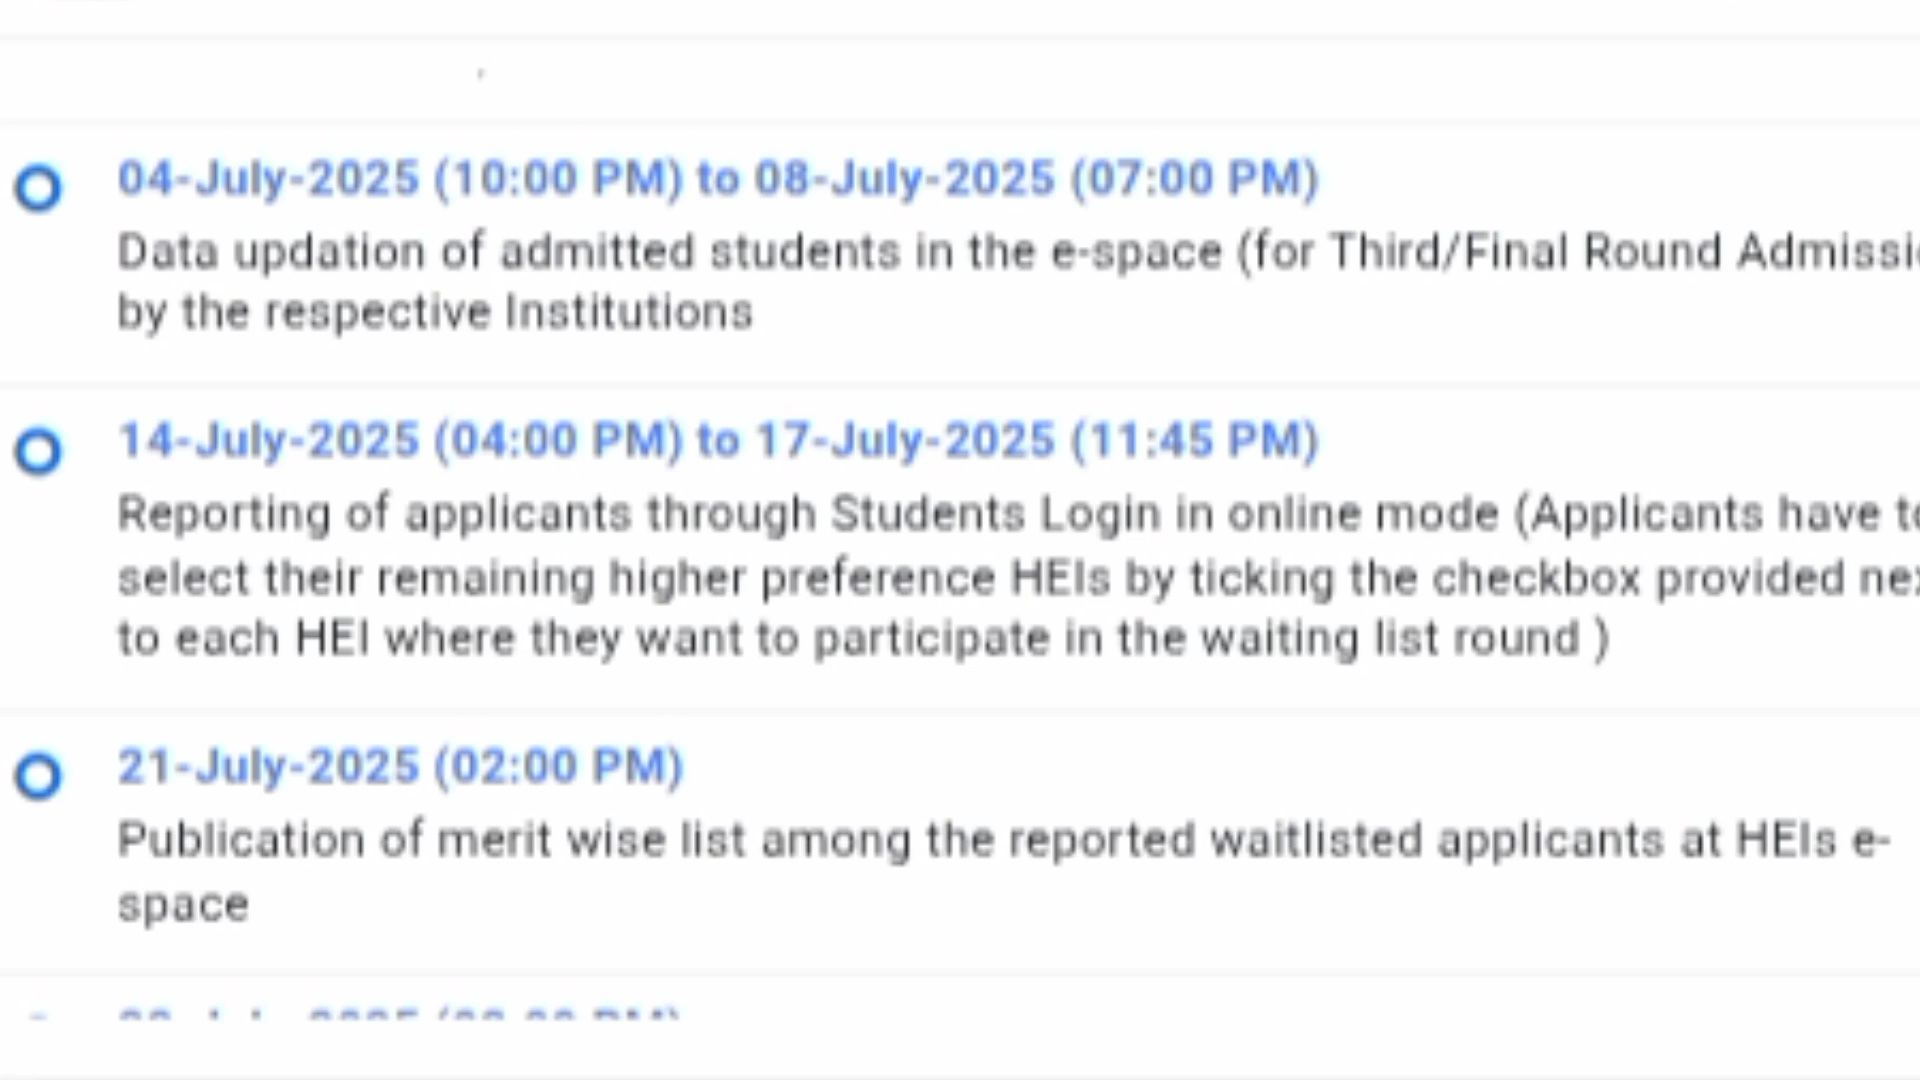 04-July-2025 (10:00 PM) to 08-July-2025 (07:00 PM)
Data updation of admitted students in the e-space (for Third/Final Round
by the respective Institutions
14-July-2025 (04:00 PM) to 17-July-2025 (11:45 PM)
Reporting of applicants through Students Login in online mode (Applicants have
select their remaining higher preference HEIs by ticking the checkbox provided
to each HEI where they want to participate in the waiting list round )
21-July-2025 (02:00 PM)
Publication of merit wise list among the reported waitlisted applicants at HEIs e-
space